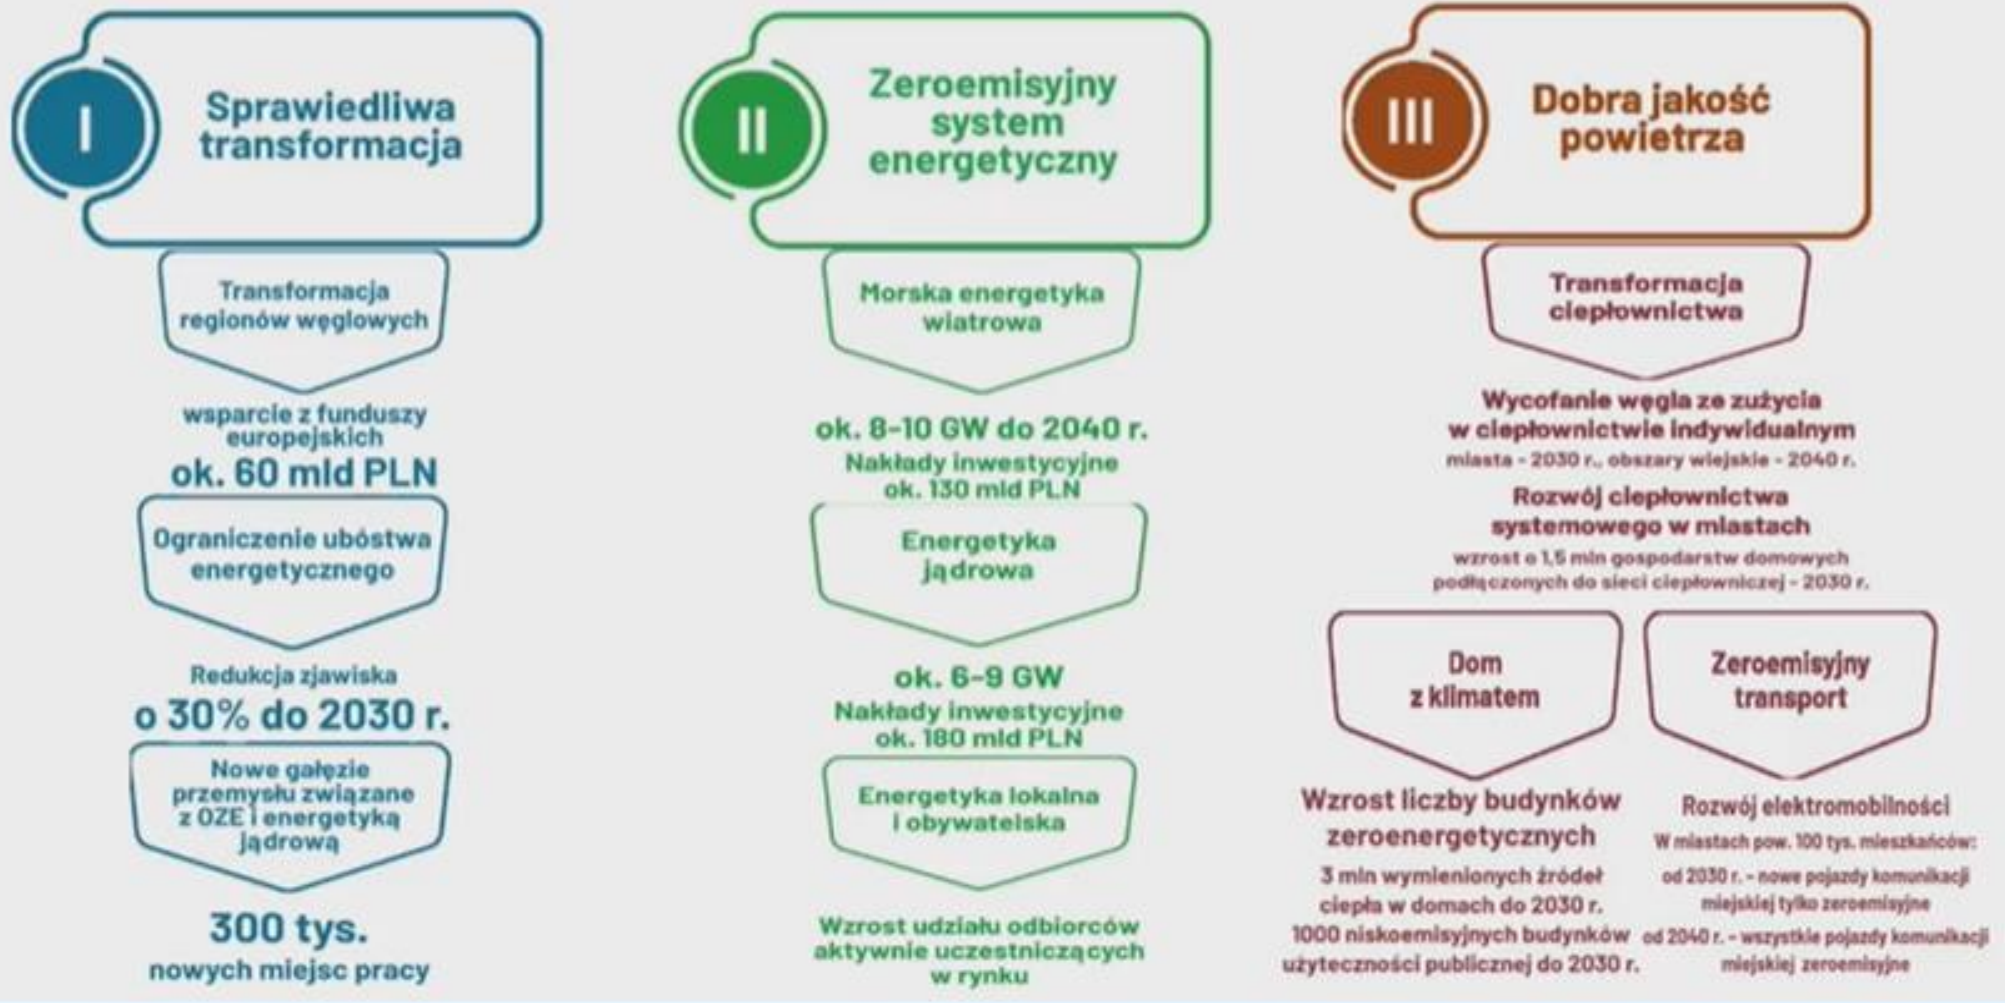 I
Sprawiedliwa
transformacja
Transformacja
regionów węglowych
wsparcie z funduszy
europejskich
ok. 60 mld PLN
Ograniczenie ubóstwa
energetycznego
Redukcja zjawiska
o 30% do 2030 r.
Nowe gałęzie
przemysłu związane
z OZE i energetyką
jądrową
300 tys.
nowych miejsc pracy
II
Zeroemisyjny
system
energetyczny
Morska energetyka
wiatrowa
ok. 8-10 GW do 2040 r.
Nakłady inwestycyjne
ok. 130 mld PLN
Energetyka
jądrowa
ok. 6-9 GW
Nakłady inwestycyjne
ok. 180 mld PLN
Energetyka lokalna
i obywatelska
Wzrost udziału odbiorców
aktywnie uczestniczących
w rynku
III
Dobra jakość
powietrza
Transformacja
ciepłownictwa
Wycofanie węgla ze zużycia
w ciepłownictwie indywidualnym
miasta - 2030 r., obszary wiejskie - 2040 r.
Rozwój ciepłownictwa
systemowego w miastach
wzrost o 1,5 mln gospodarstw domowych
podłączonych do sieci ciepłowniczej - 2030 r.
Dom
z klimatem
Wzrost liczby budynków
zeroenergetycznych
3 mln wymienionych źródeł
ciepła w domach do 2030 r.
1000 niskoemisyjnych budynków
użyteczności publicznej do 2030 r.
Zeroemisyjny
transport
Rozwój elektromobilności
W miastach pow. 100 tys. mieszkańców:
od 2030 r. - nowe pojazdy komunikacji
miejskiej tylko zeroemisyjne
od 2040 r. - wszystkie pojazdy komunikacji
miejskiej zeroemisyjne